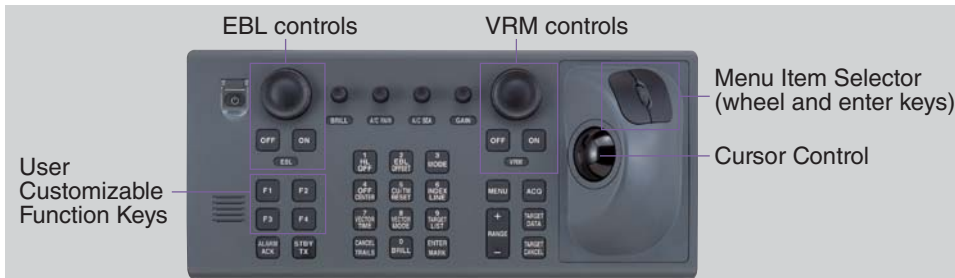 EBL controls
VRM controls
Menu Item Selector
(wheel and enter keys)
Cursor Control
User
Customizable
Function Keys
BRILL
A/C RAIN
A/C SEA
GAIN
OFF
ON
EBL
OFF
ON
VRM
F1
F2
F3
F4
ALARM
ACK
STBY
TX
1
HL
OFF
2
EBL
OFFSET
3
MODE
4
OFF
CENTER
5
CU/TM
RESET
6
INDEX
LINE
7
VECTOR
TIME
8
VECTOR
MODE
9
TARGET
LIST
CANCEL
TRAILS
0
BRILL
ENTER
MARK
MENU
ACQ
+
RANGE
−
TARGET
DATA
TARGET
CANCEL